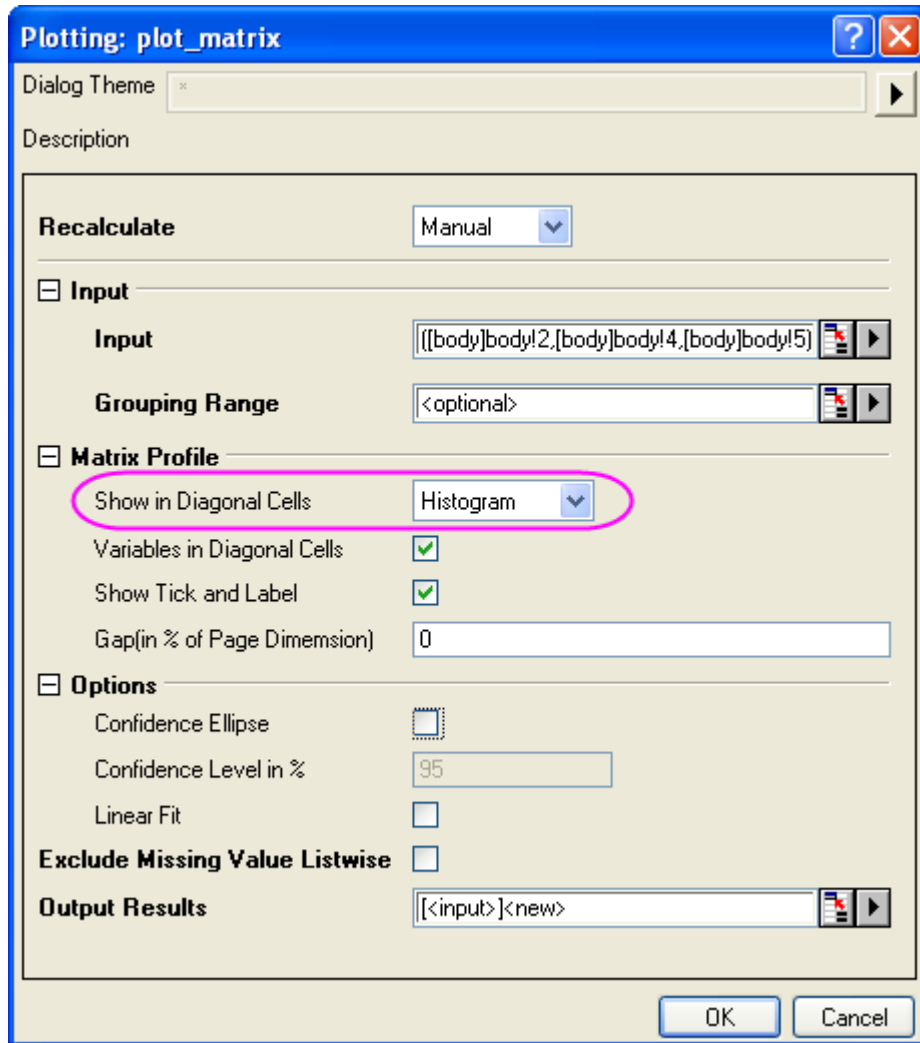 Plotting: plot_matrix
Dialog Theme *
Description
Recalculate Manual
Input
Input ([body]body!2,[body]body!4,[body]body!5)
Grouping Range <optional>
Matrix Profile
Show in Diagonal Cells Histogram
Variables in Diagonal Cells
Show Tick and Label
Gap(in % of Page Dimemsion) 0
Options
Confidence Ellipse
Confidence Level in % 95
Linear Fit
Exclude Missing Value Listwise
Output Results [<input>]<new>
OK Cancel